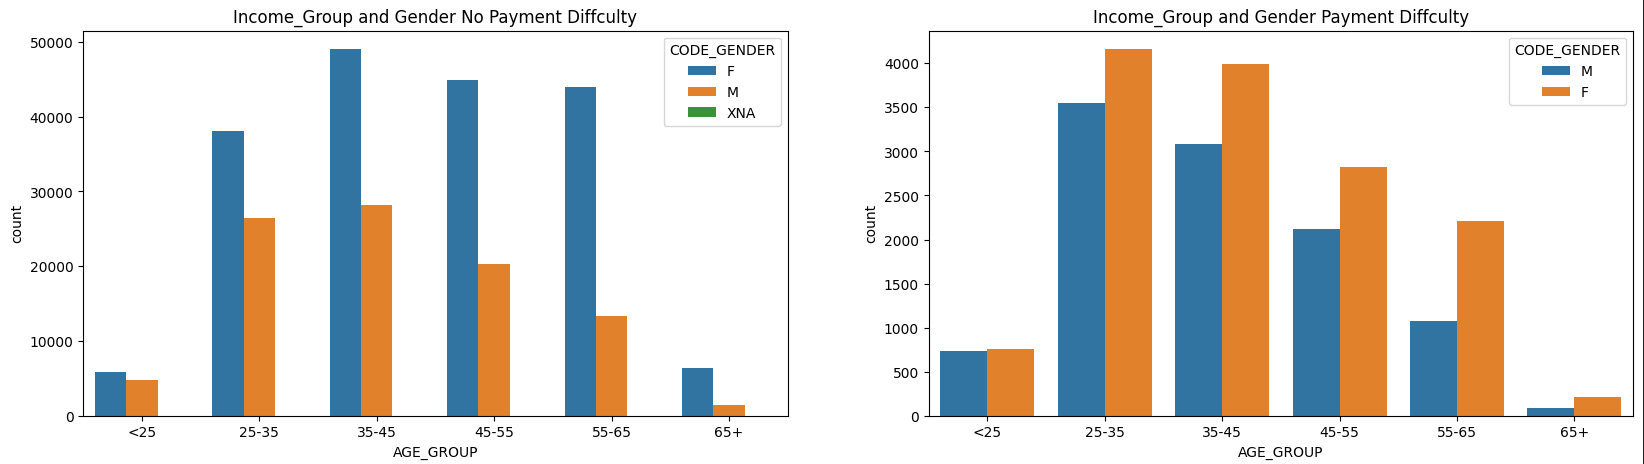 Income_Group and Gender No Payment Diffculty
50000
40000
30000
20000
10000
0
count
CODE_GENDER
F
M
XNA
<25 25-35 35-45 45-55 55-65 65+
AGE_GROUP
Income_Group and Gender Payment Diffculty
4000
3500
3000
2500
2000
1500
1000
500
0
count
CODE_GENDER
M
F
<25 25-35 35-45 45-55 55-65 65+
AGE_GROUP